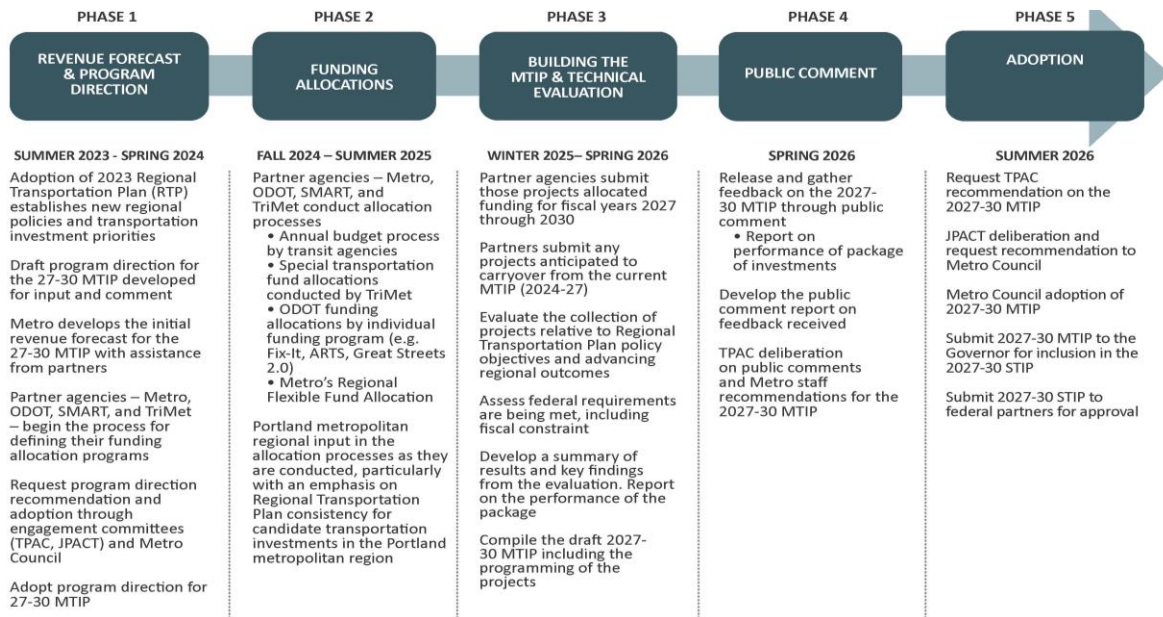 PHASE 1
REVENUE FORECAST
& PROGRAM
DIRECTION
SUMMER 2023 - SPRING 2024
Adoption of 2023 Regional
Transportation Plan (RTP)
establishes new regional
policies and transportation
investment priorities
Draft program direction for
the 27-30 MTIP developed
for input and comment
Metro develops the initial
revenue forecast for the
27-30 MTIP with assistance
from partners
Partner agencies – Metro,
ODOT, SMART, and TriMet
– begin the process for
defining their funding
allocation programs
Request program direction
recommendation and
adoption through
engagement committees
(TPAC, JPACT) and Metro
Council
Adopt program direction for
27-30 MTIP
PHASE 2
FUNDING
ALLOCATIONS
FALL 2024 – SUMMER 2025
Partner agencies – Metro,
ODOT, SMART, and
TriMet conduct allocation
processes
• Annual budget process
by transit agencies
• Special transportation
fund allocations
conducted by TriMet
• ODOT funding
allocations by individual
funding program (e.g.
Fix-It, ARTS, Great Streets
2.0)
• Metro's Regional
Flexible Fund Allocation
Portland metropolitan
regional input in the
allocation processes as
they are conducted, particularly
with an emphasis on
Regional Transportation
Plan consistency for
candidate transportation
investments in the Portland
metropolitan region
PHASE 3
BUILDING THE
MTIP & TECHNICAL
EVALUATION
WINTER 2025– SPRING 2026
Partner agencies submit
those projects allocated
funding for fiscal years 2027
through 2030
Partners submit any
projects anticipated to
carryover from the current
MTIP (2024-27)
Evaluate the collection of
projects relative to Regional
Transportation Plan policy
objectives and advancing
regional outcomes
Assess federal requirements
are being met, including
fiscal constraint
Develop a summary of
results and key findings
from the evaluation. Report
on the performance of the
package
Compile the draft 2027-
30 MTIP including the
programming of the
projects
PHASE 4
PUBLIC COMMENT
SPRING 2026
Release and gather
feedback on the 2027-
30 MTIP through public
comment
• Report on
performance of package
of investments
Develop the public
comment report on
feedback received
TPAC deliberation
on public comments
and Metro staff
recommendations for the
2027-30 MTIP
PHASE 5
ADOPTION
SUMMER 2026
Request TPAC
recommendation on the
2027-30 MTIP
JPACT deliberation and
request recommendation to
Metro Council
Metro Council adoption of
2027-30 MTIP
Submit 2027-30 MTIP to the
Governor for inclusion in the
2027-30 STIP
Submit 2027-30 STIP to
federal partners for approval